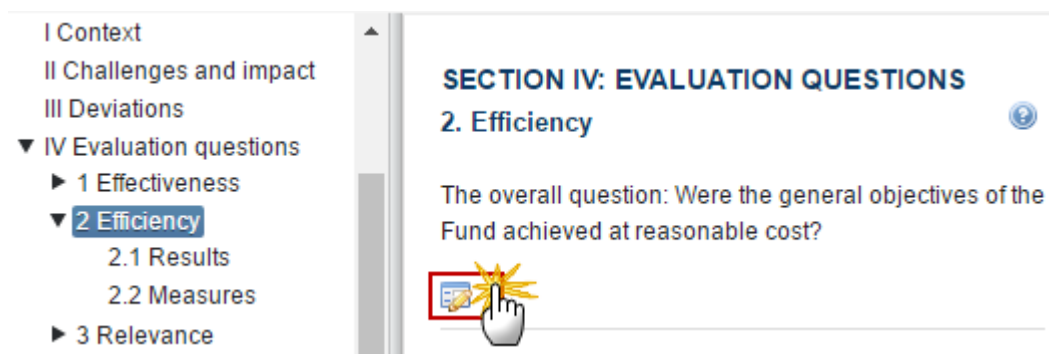 I Context
II Challenges and impact
III Deviations
▼ IV Evaluation questions
► 1 Effectiveness
▼ 2 Efficiency
2.1 Results
2.2 Measures
► 3 Relevance
SECTION IV: EVALUATION QUESTIONS
2. Efficiency
?
The overall question: Were the general objectives of the
Fund achieved at reasonable cost?